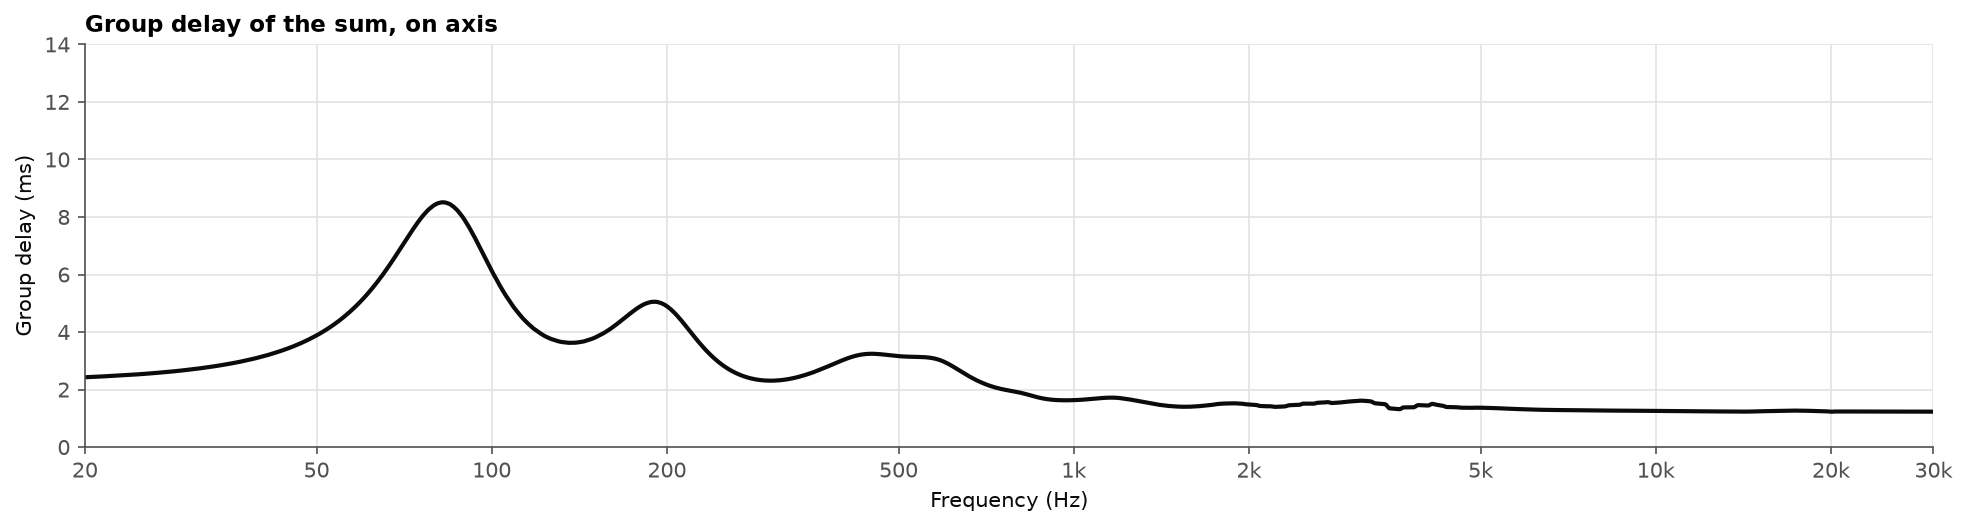 Group delay of the sum, on axis
14
12
10
8
6
4
2
0
Group delay (ms)
20 50 100 200 500 1k 2k 5k 10k 20k 30k
Frequency (Hz)